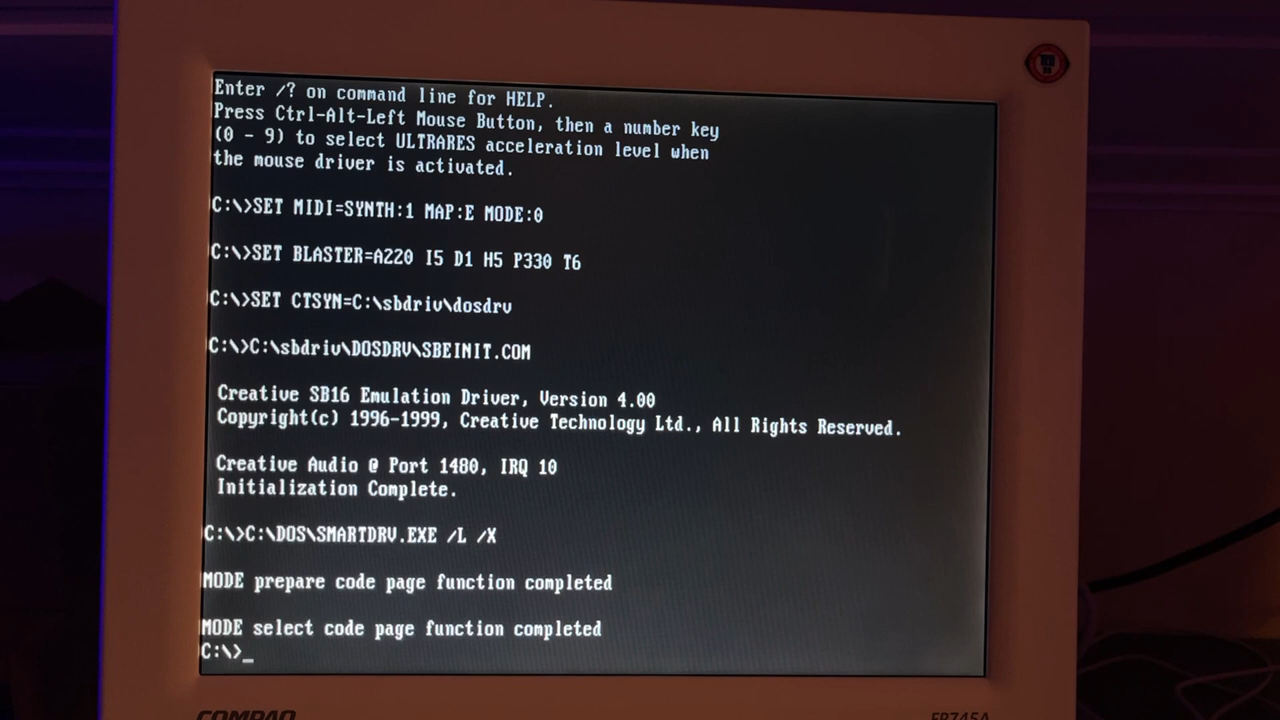 Enter /? on command line for HELP.
Press Ctrl-Alt-Left Mouse Button, then a number key
(0 - 9) to select ULTRARES acceleration level when
the mouse driver is activated.
C:\>SET MIDI=SYNTH:1 MAP:E MODE:0
C:\>SET BLASTER=A220 I5 D1 H5 P330 T6
C:\>SET CTSYN=C:\sbdriv\dosdrv
C:\>C:\sbdriv\DOSDRV\SBEINIT.COM
Creative SB16 Emulation Driver, Version 4.00
Copyright(c) 1996-1999, Creative Technology Ltd., All Rights Reserved.
Creative Audio @ Port 1480, IRQ 10
Initialization Complete.
C:\>C:\DOS\SMARTDRV.EXE /L /X
MODE prepare code page function completed
MODE select code page function completed
C:\>_
COMPAQ